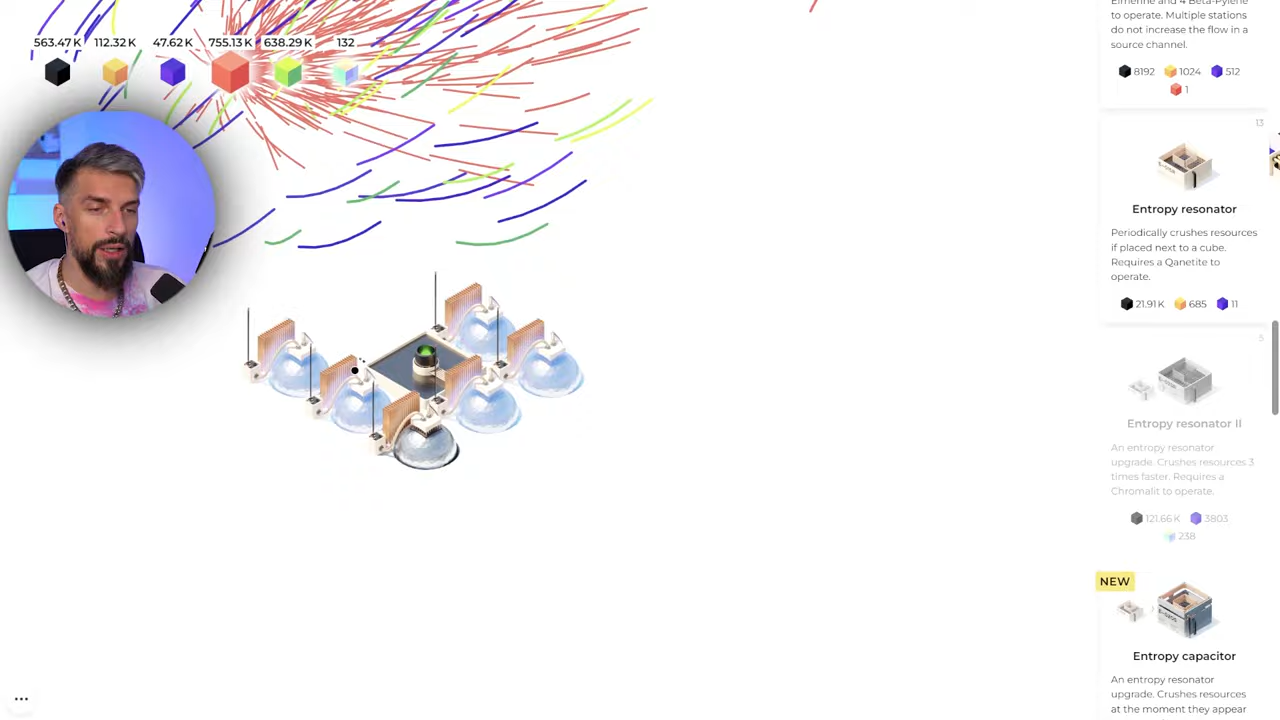 563.47 K 112.32 K 47.62 K 755.13 K 638.29 K 132
Elmerine and 4 Beta-Pylene
to operate. Multiple stations
do not increase the flow in a
source channel.
8192 1024 512
1
13
Entropy resonator
Periodically crushes resources
if placed next to a cube.
Requires a Qanetite to
operate.
21.91 K 685 11
5
Entropy resonator II
An entropy resonator
upgrade. Crushes resources 3
times faster. Requires a
Chromalit to operate.
121.66 K 3803
238
NEW
Entropy capacitor
An entropy resonator
upgrade. Crushes resources
at the moment they appear